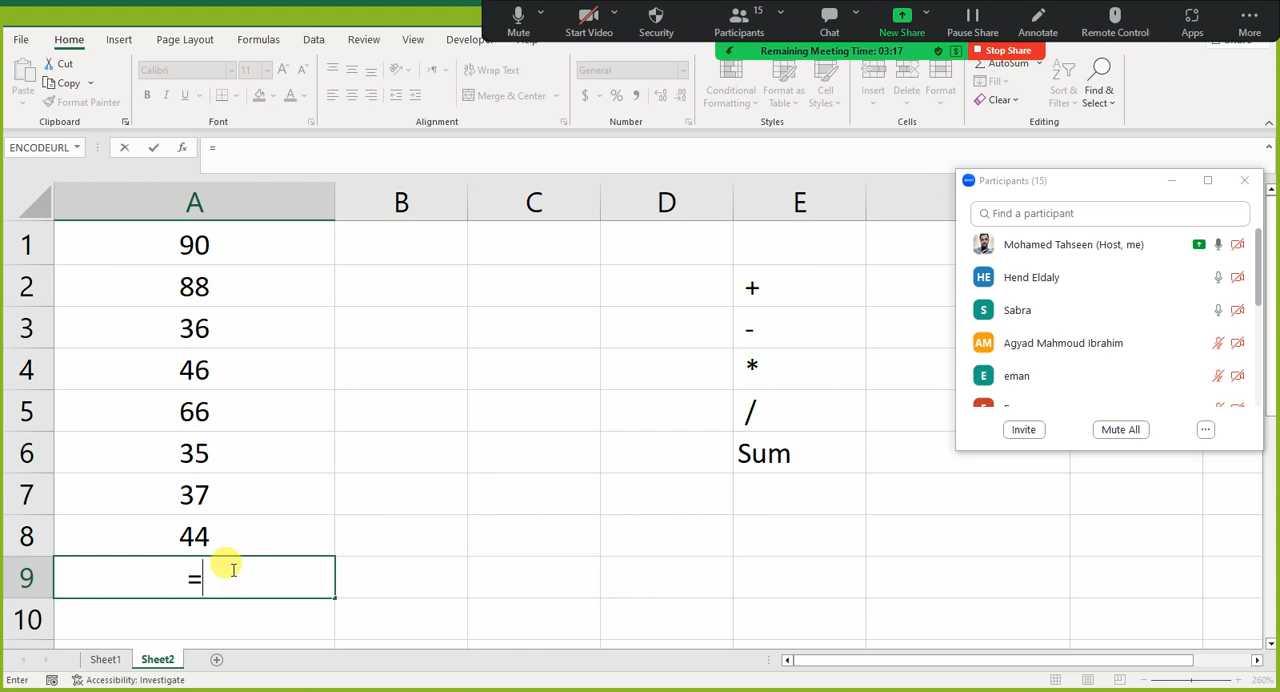 Mute
Start Video
Security
Participants
15
Chat
New Share
Pause Share
Annotate
Remote Control
Apps
More
Remaining Meeting Time: 03:17
Stop Share
File
Home
Insert
Page Layout
Formulas
Data
Review
View
Paste
Cut
Copy
Format Painter
Clipboard
Calibri
11
B I U
Font
Wrap Text
Merge & Center
Alignment
General
$ % ,
Number
Conditional
Formatting
Format as
Table
Cell
Styles
Styles
Insert
Delete
Format
Cells
AutoSum
Fill
Clear
Sort &
Filter
Find &
Select
Editing
ENCODEURL
fx
=
A B C D E
1 90
2 88 +
3 36 -
4 46 *
5 66 /
6 35 Sum
7 37
8 44
9 =
10
Participants (15)
Find a participant
Mohamed Tahseen (Host, me)
HE Hend Eldaly
S Sabra
AM Agyad Mahmoud Ibrahim
E eman
Invite
Mute All
...
Sheet1
Sheet2
Enter
Accessibility: Investigate
260%